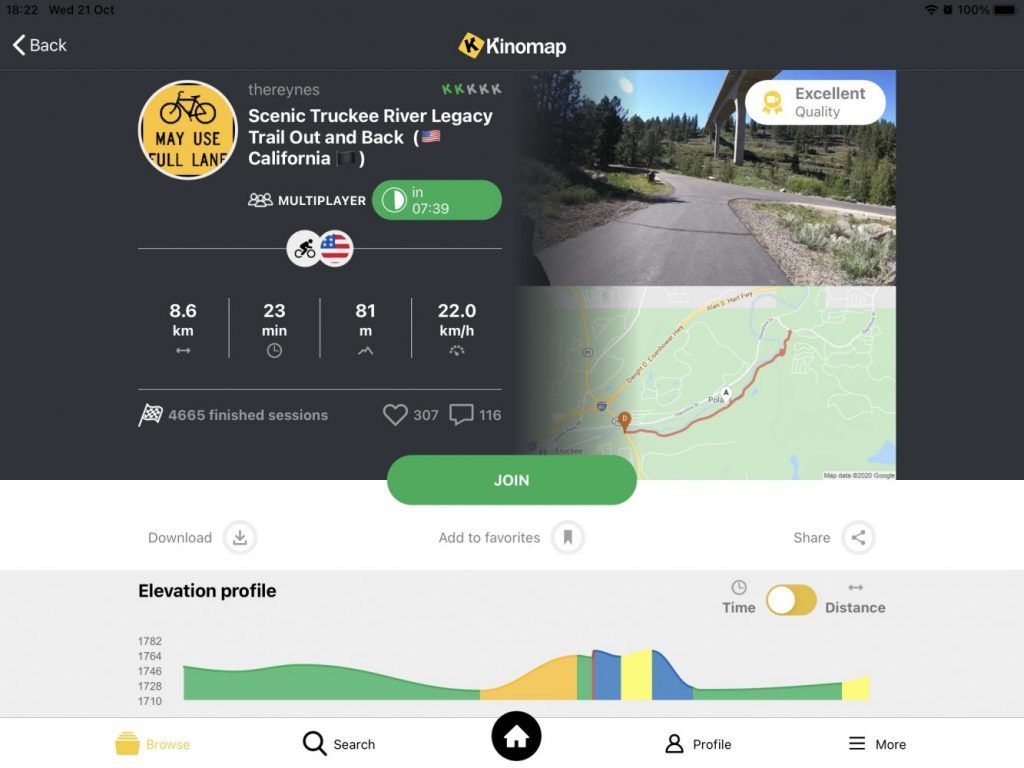 18:22 Wed 21 Oct
100%
Back
Kinomap
thereynes
KKKKK
Scenic Truckee River Legacy
Trail Out and Back (🇺🇸
California 🏴)
MAY USE
FULL LANE
MULTIPLAYER
in
07:39
Excellent
Quality
8.6
km
23
min
81
m
22.0
km/h
4665 finished sessions
307
116
Alan S. Hart Fwy
Dwight D. Eisenhower Hwy
Glenshire Dr
A
D
Truckee
Map data ©2020 Google
JOIN
Download
Add to favorites
Share
Elevation profile
Time
Distance
1782
1764
1746
1728
1710
Browse
Search
Profile
More